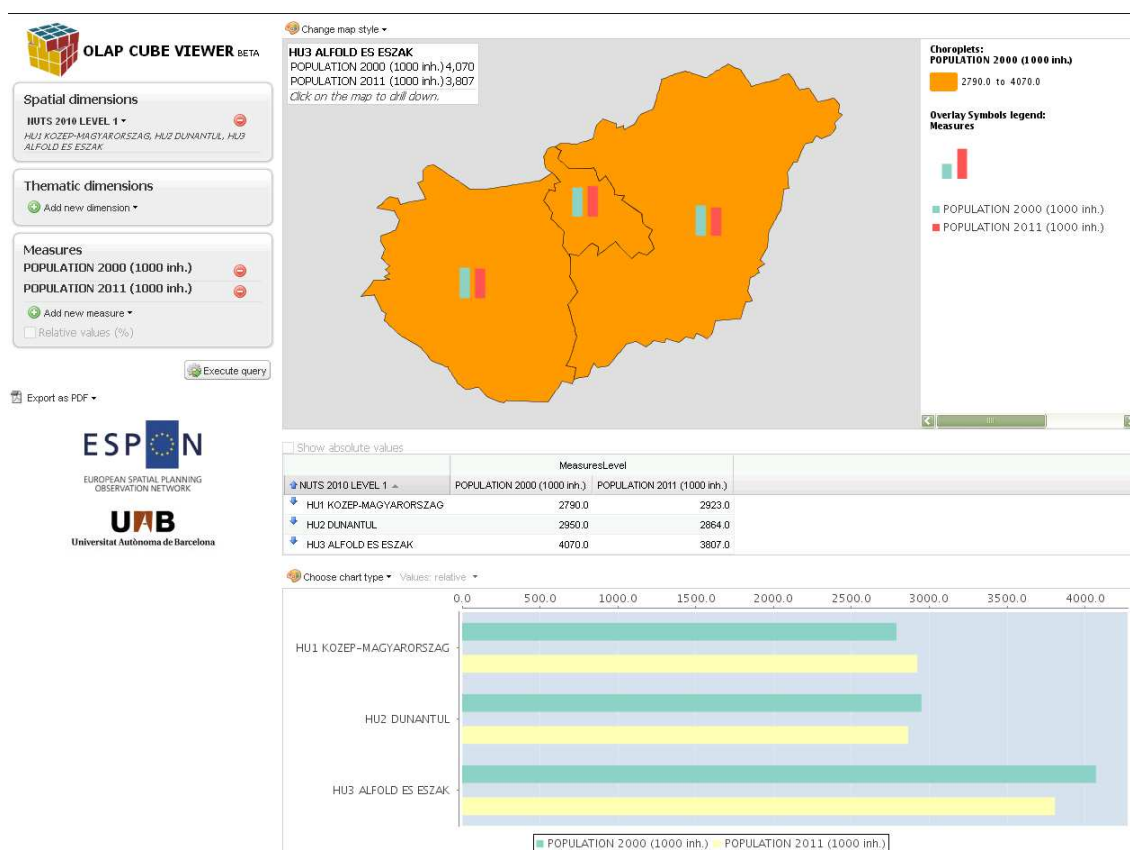 OLAP CUBE VIEWER BETA
Spatial dimensions
NUTS 2010 LEVEL 1
HU1 KOZEP-MAGYARORSZAG, HU2 DUNANTUL, HU3
ALFOLD ES ESZAK
Thematic dimensions
Add new dimension
Measures
POPULATION 2000 (1000 inh.)
POPULATION 2011 (1000 inh.)
Add new measure
Relative values (%)
Execute query
Export as PDF
ESPON
EUROPEAN SPATIAL PLANNING
OBSERVATION NETWORK
UAB
Universitat Autònoma de Barcelona
Change map style
HU3 ALFOLD ES ESZAK
POPULATION 2000 (1000 inh.) 4,070
POPULATION 2011 (1000 inh.) 3,807
Click on the map to drill down.
Choroplets:
POPULATION 2000 (1000 inh.)
2790.0 to 4070.0
Overlay Symbols legend:
Measures
POPULATION 2000 (1000 inh.)
POPULATION 2011 (1000 inh.)
Show absolute values
MeasuresLevel
NUTS 2010 LEVEL 1 POPULATION 2000 (1000 inh.) POPULATION 2011 (1000 inh.)
HU1 KOZEP-MAGYARORSZAG 2790.0 2923.0
HU2 DUNANTUL 2950.0 2864.0
HU3 ALFOLD ES ESZAK 4070.0 3807.0
Choose chart type Values: relative
0.0 500.0 1000.0 1500.0 2000.0 2500.0 3000.0 3500.0 4000.0
HU1 KOZEP-MAGYARORSZAG
HU2 DUNANTUL
HU3 ALFOLD ES ESZAK
POPULATION 2000 (1000 inh.) POPULATION 2011 (1000 inh.)